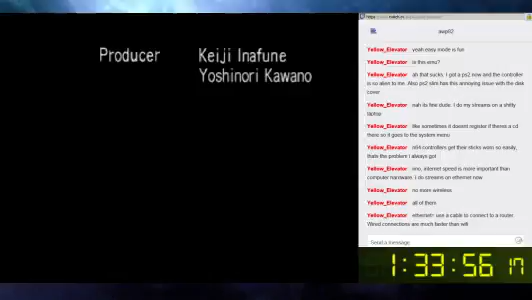 Producer Keiji Inafune
Yoshinori Kawano
awp82
Yellow_Elevator yeah easy mode is fun
Yellow_Elevator is this emu?
Yellow_Elevator ah that sucks. I got a ps2 now and the controller
is so alien to me. Also ps2 slim has this annoying issue with the disk
cover
Yellow_Elevator nah its fine dude. I do my streams on a shitty
laptop
Yellow_Elevator like sometimes it doesnt register if theres a cd
there so it goes to the system menu
Yellow_Elevator n64 controllers get their sticks worn so easily,
thats the problem I always got
Yellow_Elevator nno, internet speed is more important than
computer hardware. I do streams on ethernet now
Yellow_Elevator no more wireless
Yellow_Elevator all of them
Yellow_Elevator ethernet= use a cable to connect to a router.
Wired connections are much faster than wifi
Send a message
1:33:56 17